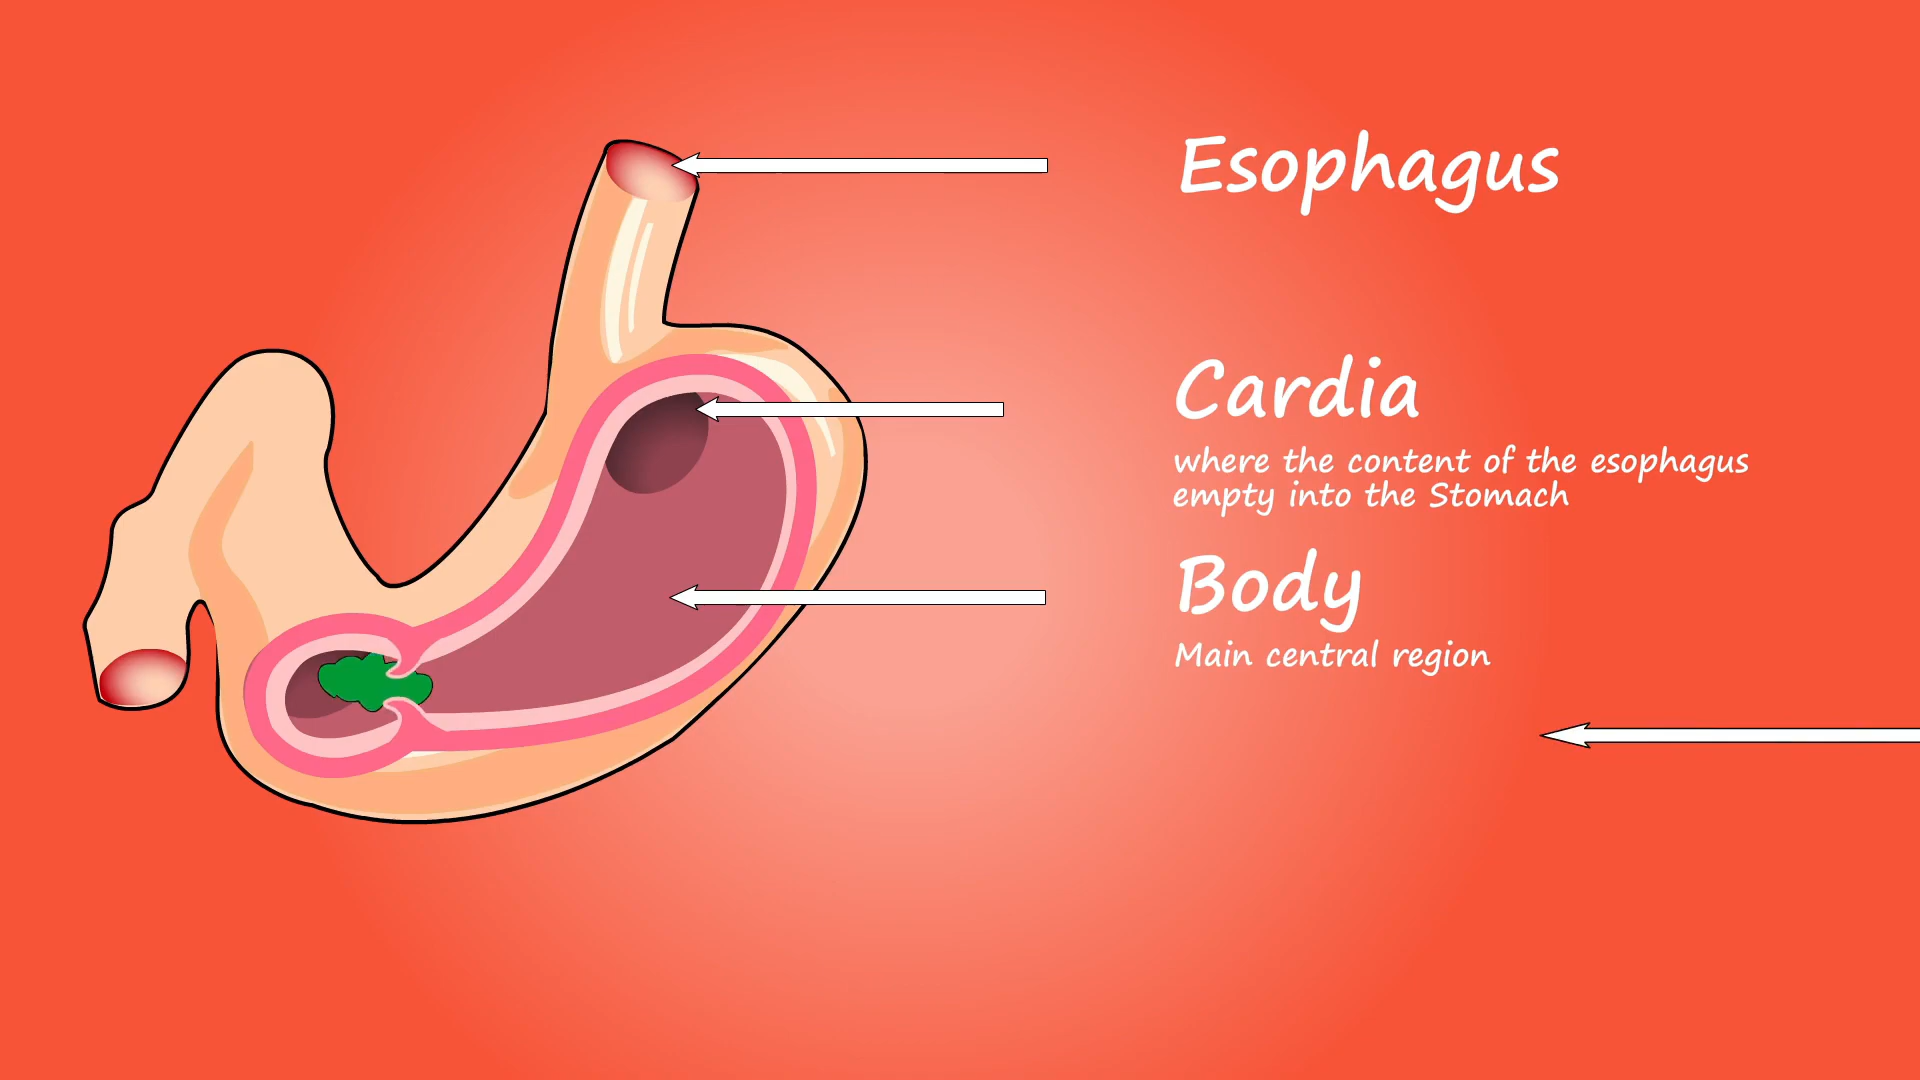 Esophagus
Cardia
where the content of the esophagus
empty into the Stomach
Body
Main central region